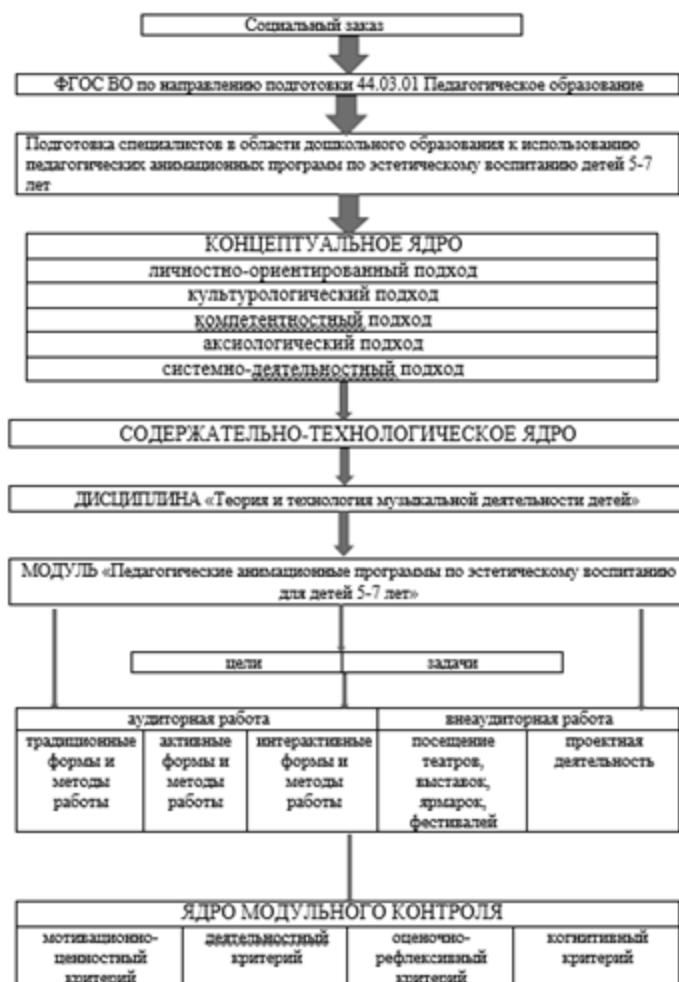 Социальный заказ
ФГОС ВО по направлению подготовки 44.03.01 Педагогическое образование
Подготовка специалистов в области дошкольного образования к использованию
педагогических анимационных программ по эстетическому воспитанию детей 5-7
лет
КОНЦЕПТУАЛЬНОЕ ЯДРО
личностно-ориентированный подход
культурологический подход
компетентностный подход
аксиологический подход
системно-деятельностный подход
СОДЕРЖАТЕЛЬНО-ТЕХНОЛОГИЧЕСКОЕ ЯДРО
ДИСЦИПЛИНА «Теория и технология музыкальной деятельности детей»
МОДУЛЬ «Педагогические анимационные программы по эстетическому воспитанию
для детей 5-7 лет»
цели
задачи
аудиторная работа
внеаудиторная работа
традиционные
формы и
методы
работы
активные
формы и
методы
работы
интерактивные
формы и
методы
работы
посещение
театров,
выставок,
ярмарок,
фестивалей
проектная
деятельность
ЯДРО МОДУЛЬНОГО КОНТРОЛЯ
мотивационно-
ценностный
критерий
деятельностный
критерий
оценочно-
рефлексивный
критерий
когнитивный
критерий